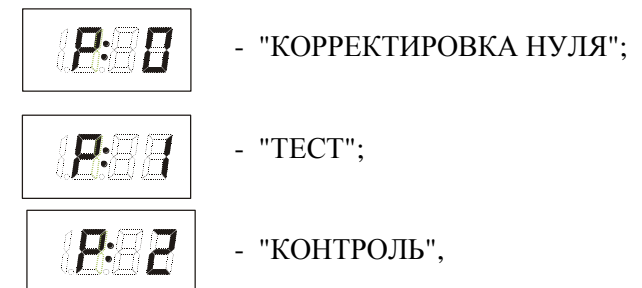 P: 0 - "КОРРЕКТИРОВКА НУЛЯ";
P: 1 - "ТЕСТ";
P: 2 - "КОНТРОЛЬ",